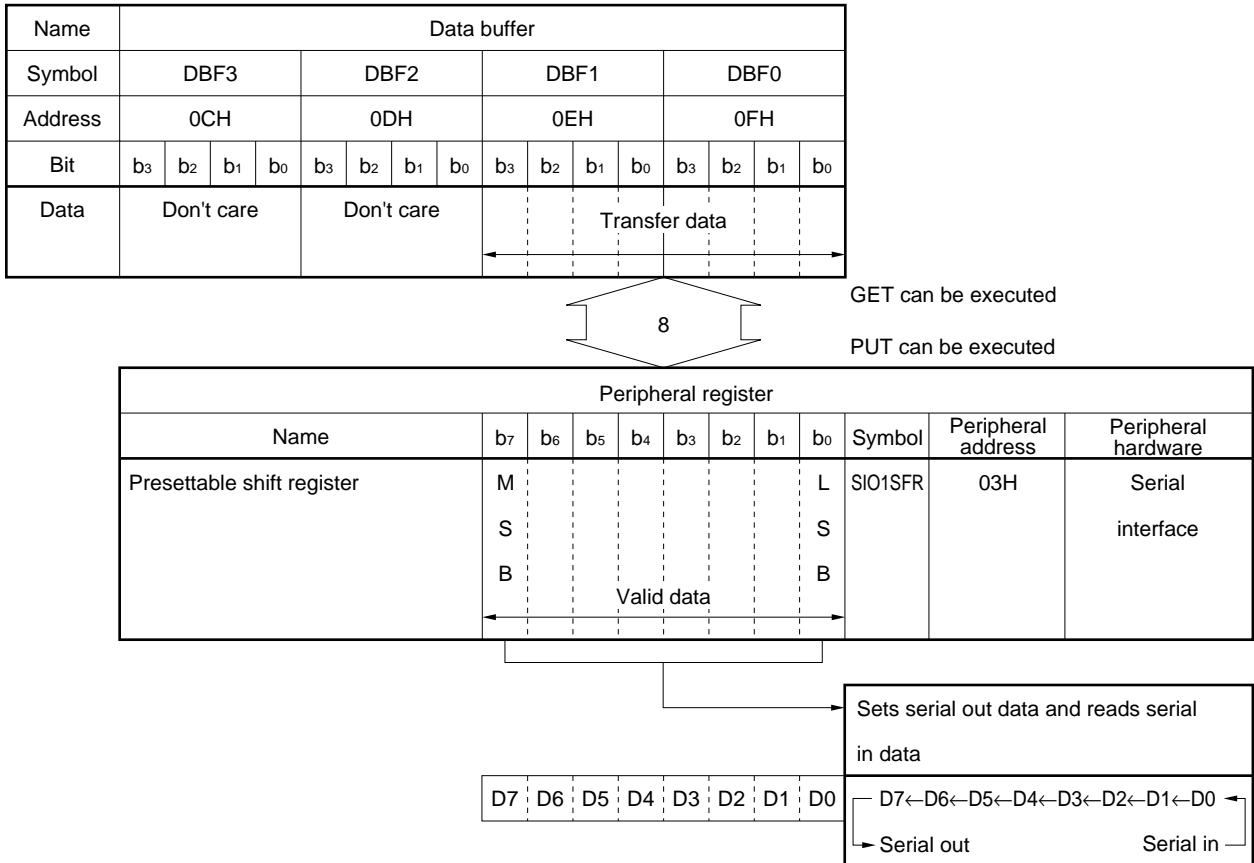 Name Data buffer
Symbol DBF3 DBF2 DBF1 DBF0
Address 0CH 0DH 0EH 0FH
Bit b3 b2 b1 b0 b3 b2 b1 b0 b3 b2 b1 b0 b3 b2 b1 b0
Data Don't care Don't care Transfer data
GET can be executed
8
PUT can be executed
Peripheral register
Name b7 b6 b5 b4 b3 b2 b1 b0 Symbol Peripheral address Peripheral hardware
Presettable shift register M L SIO1SFR 03H Serial
S S interface
B B
Valid data
Sets serial out data and reads serial
in data
D7 D6 D5 D4 D3 D2 D1 D0 D7←D6←D5←D4←D3←D2←D1←D0
Serial out Serial in